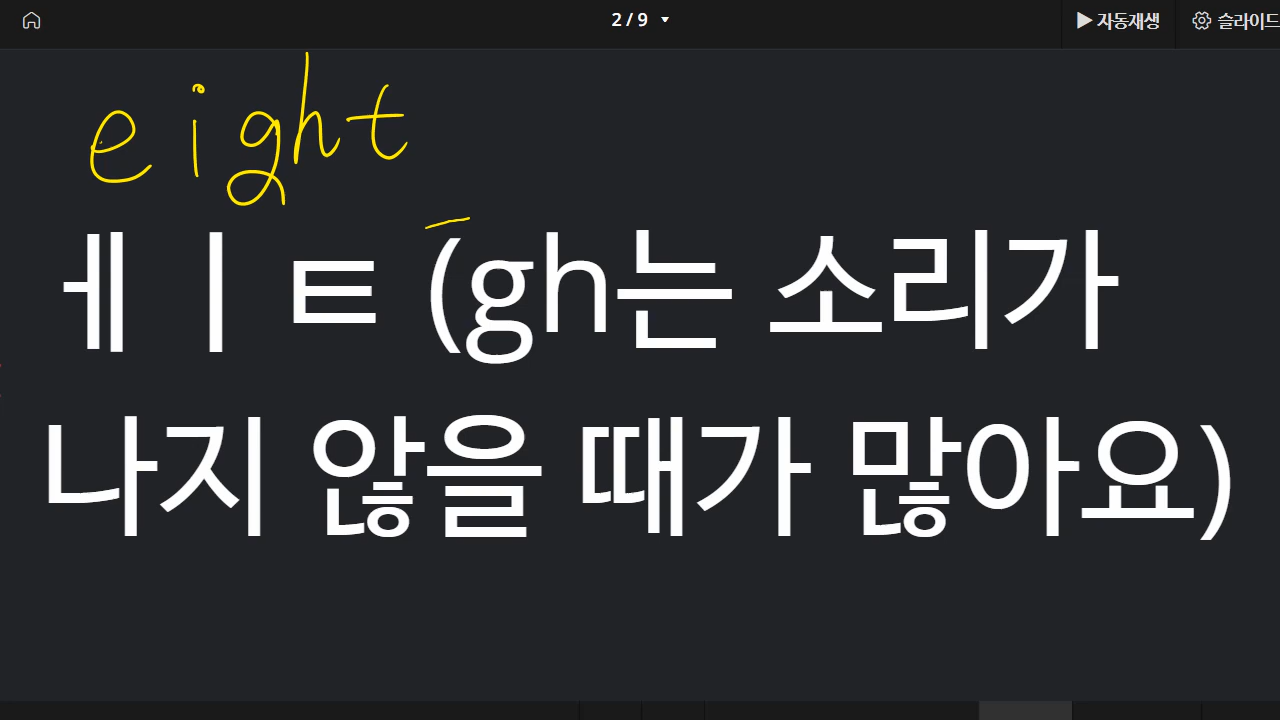 2 / 9
자동재생
슬라이드
eight
ㅔㅣㅌ (gh는 소리가
나지 않을 때가 많아요)